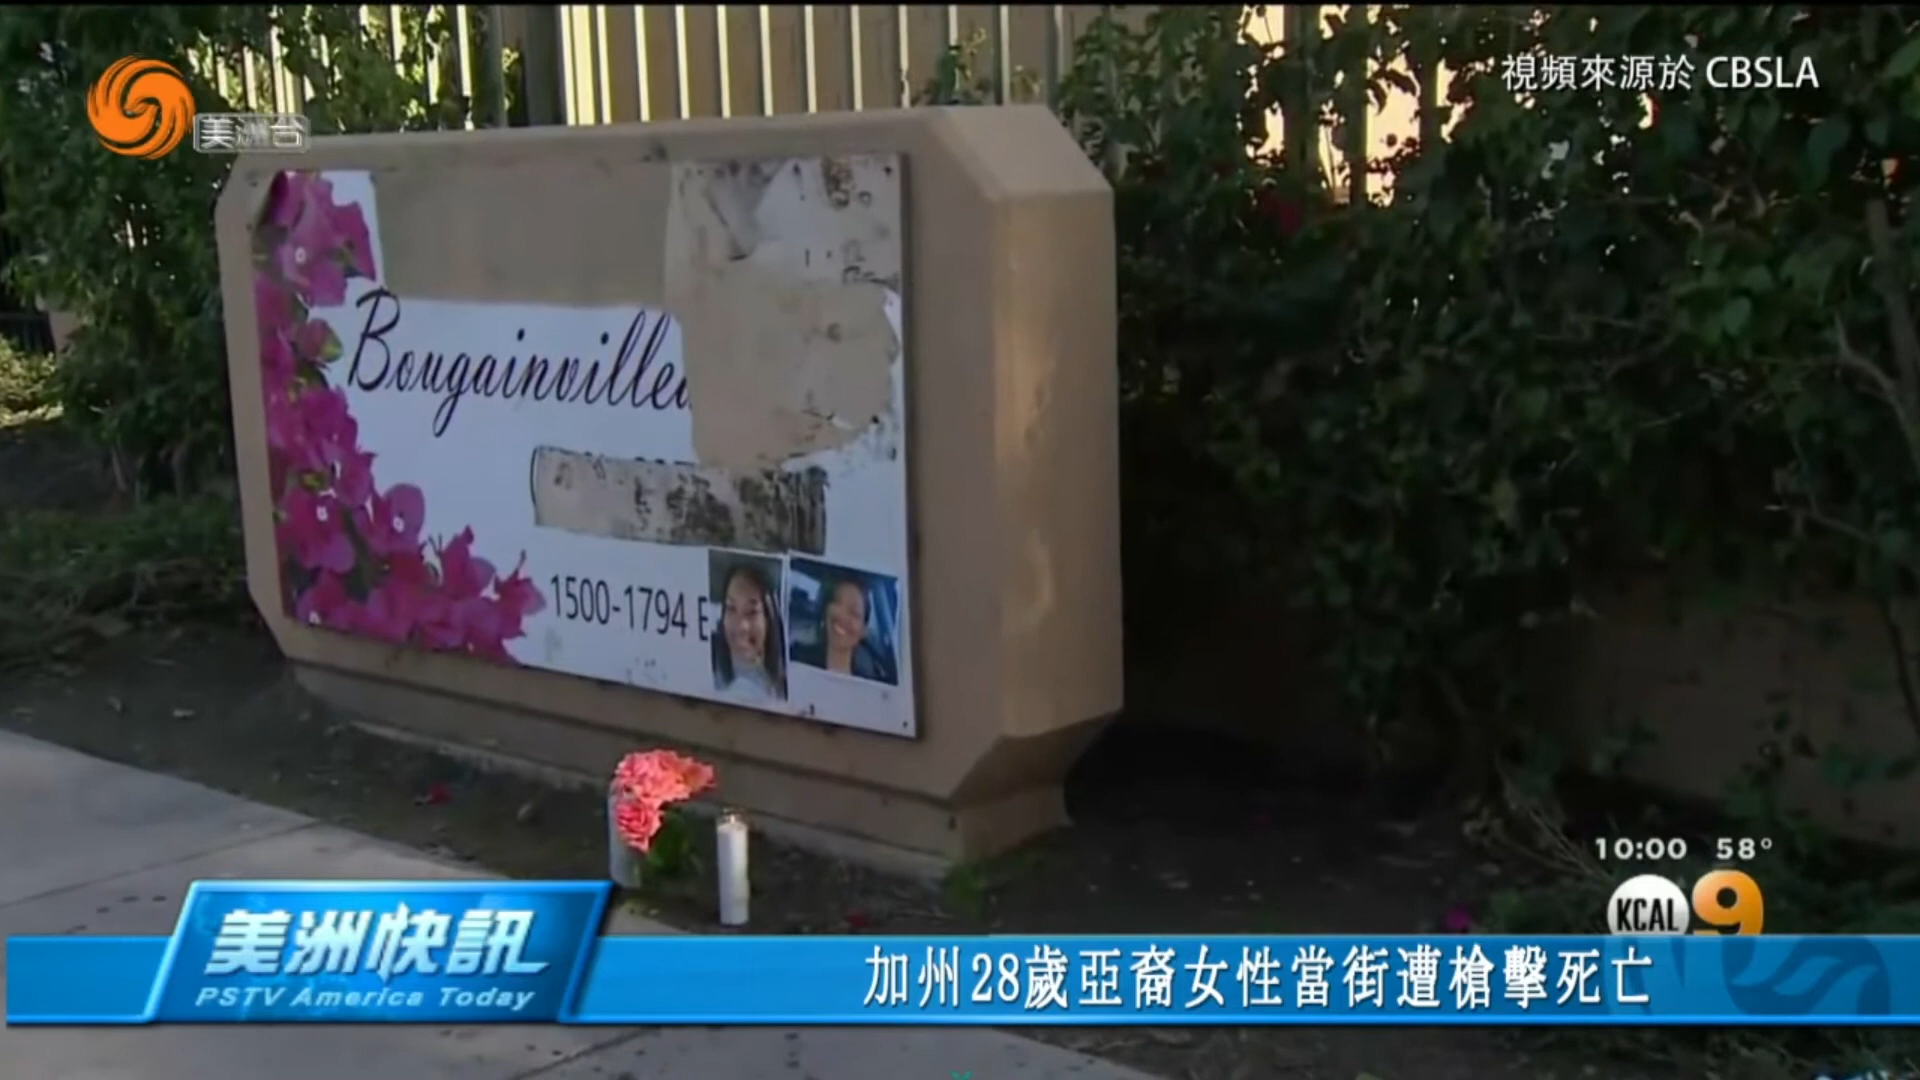 視頻來源於 CBSLA
美洲台
Bougainvillea
1500-1794 E
10:00 58°
KCAL 9
美洲快訊
PSTV America Today
加州28歲亞裔女性當街遭槍擊死亡